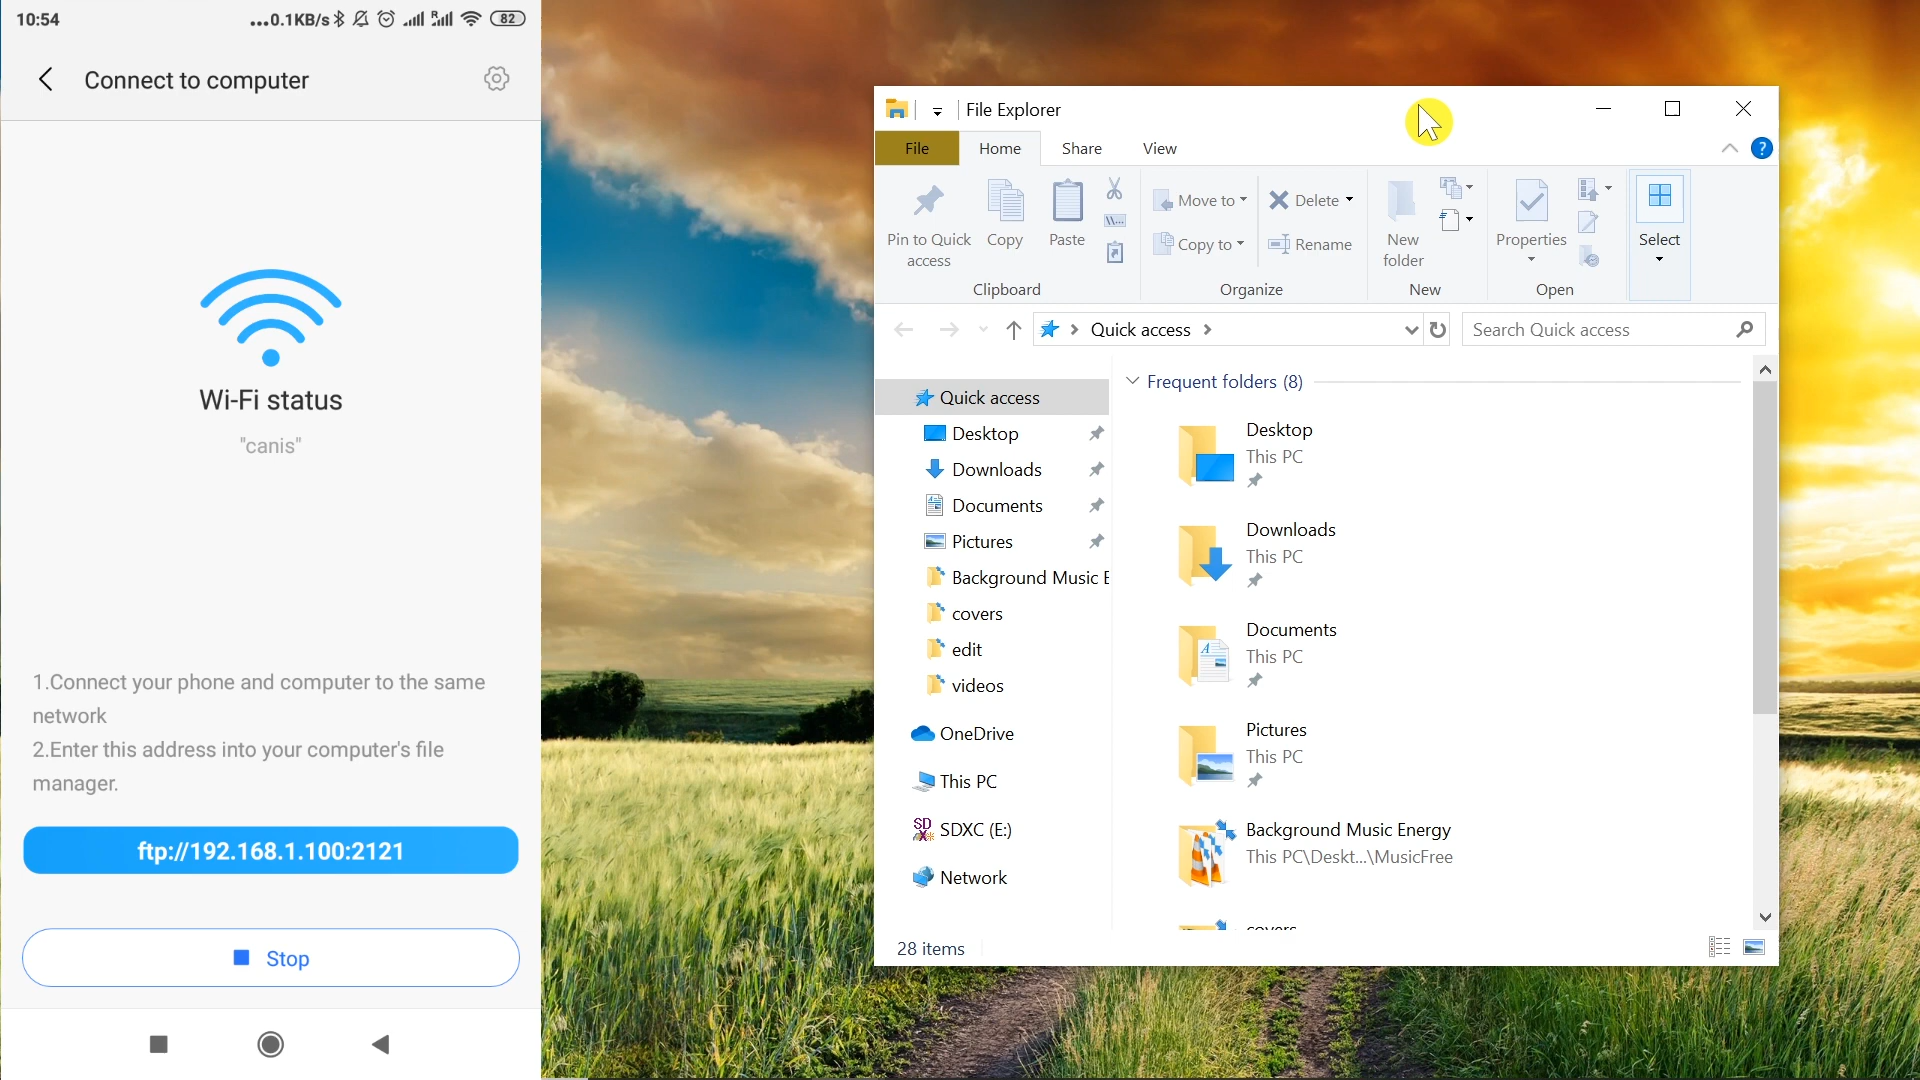 10:54
...0.1KB/s
82
Connect to computer
Wi-Fi status
"canis"
1.Connect your phone and computer to the same
network
2.Enter this address into your computer's file
manager.
ftp://192.168.1.100:2121
Stop
File Explorer
File
Home
Share
View
?
Pin to Quick
access
Copy
Paste
Move to
Copy to
Delete
Rename
New
folder
Properties
Select
Clipboard
Organize
New
Open
Quick access
Search Quick access
Quick access
Desktop
Downloads
Documents
Pictures
Background Music E
covers
edit
videos
OneDrive
This PC
SDXC (E:)
Network
Frequent folders (8)
Desktop
This PC
Downloads
This PC
Documents
This PC
Pictures
This PC
Background Music Energy
This PC\Deskt...\MusicFree
covers
28 items